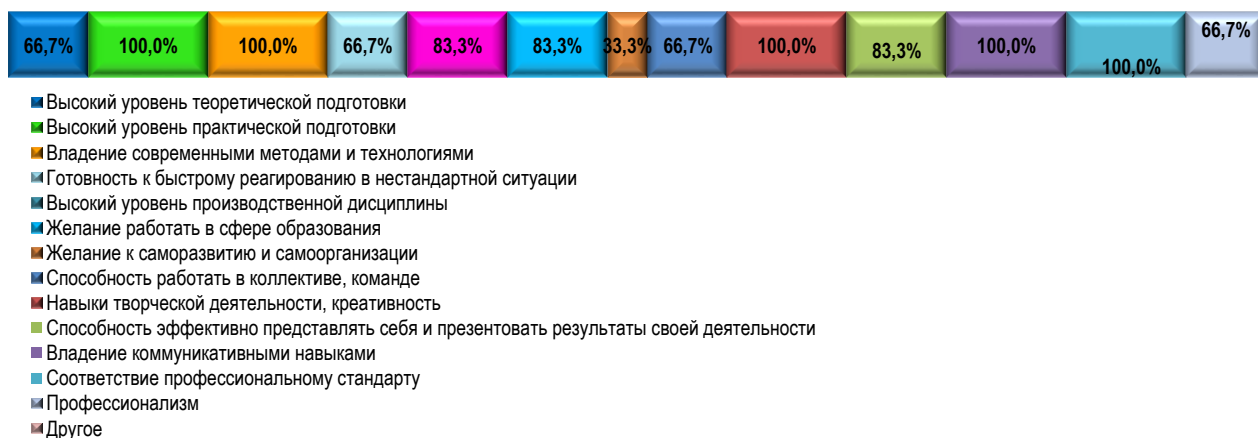 66,7% 100,0% 100,0% 66,7% 83,3% 83,3% 33,3% 66,7% 100,0% 83,3% 100,0% 100,0% 66,7%
Высокий уровень теоретической подготовки
Высокий уровень практической подготовки
Владение современными методами и технологиями
Готовность к быстрому реагированию в нестандартной ситуации
Высокий уровень производственной дисциплины
Желание работать в сфере образования
Желание к саморазвитию и самоорганизации
Способность работать в коллективе, команде
Навыки творческой деятельности, креативность
Способность эффективно представлять себя и презентовать результаты своей деятельности
Владение коммуникативными навыками
Соответствие профессиональному стандарту
Профессионализм
Другое